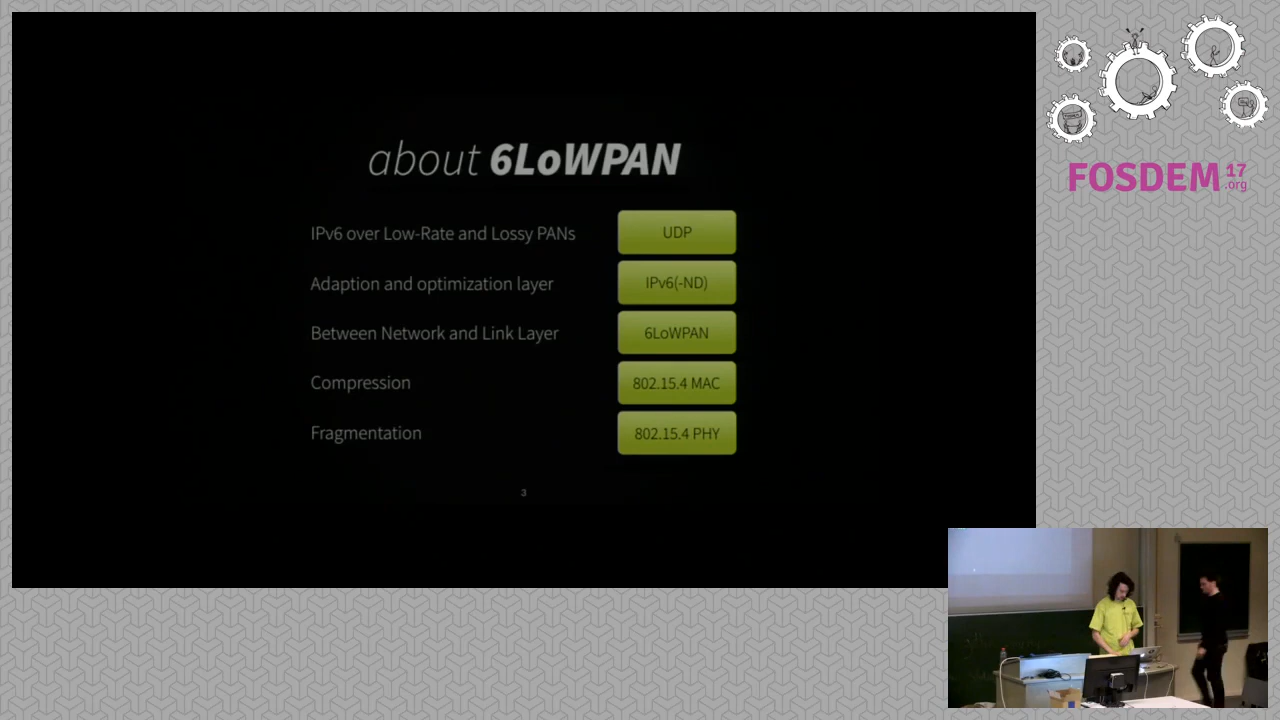 about 6LoWPAN
IPv6 over Low-Rate and Lossy PANs
UDP
Adaption and optimization layer
IPv6(-ND)
Between Network and Link Layer
6LoWPAN
Compression
802.15.4 MAC
Fragmentation
802.15.4 PHY
3
FOSDEM 17
.org